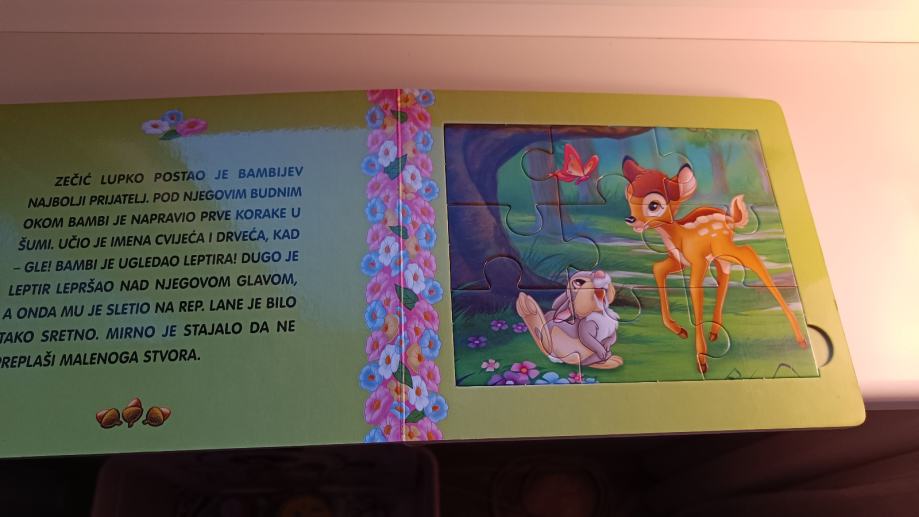 ZEČIĆ LUPKO POSTAO JE BAMBIJEV
NAJBOLJI PRIJATELJ. POD NJEGOVIM BUDNIM
OKOM BAMBI JE NAPRAVIO PRVE KORAKE U
ŠUMI. UČIO JE IMENA CVIJEĆA I DRVEĆA, KAD
– GLE! BAMBI JE UGLEDAO LEPTIRA! DUGO JE
LEPTIR LEPRŠAO NAD NJEGOVOM GLAVOM,
A ONDA MU JE SLETIO NA REP. LANE JE BILO
TAKO SRETNO. MIRNO JE STAJALO DA NE
PREPLAŠI MALENOGA STVORA.